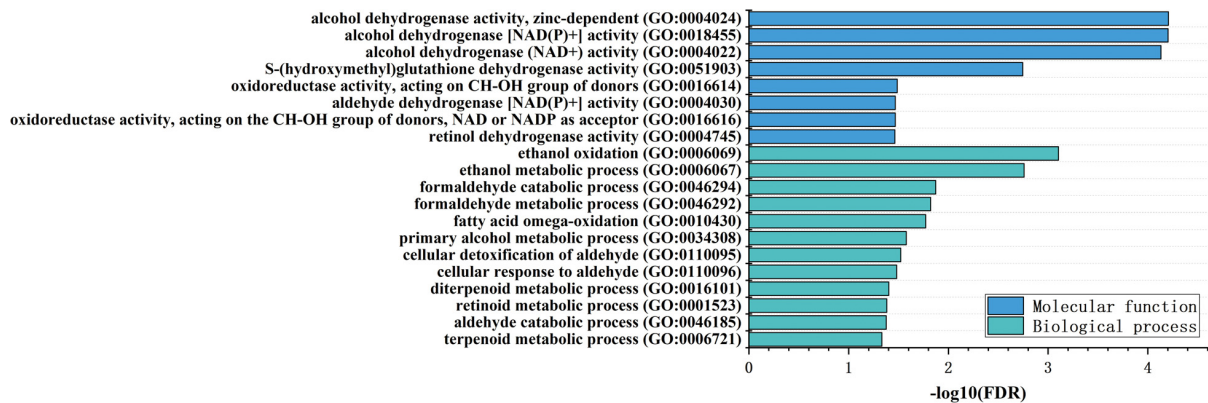 alcohol dehydrogenase activity, zinc-dependent (GO:0004024)
alcohol dehydrogenase [NAD(P)+] activity (GO:0018455)
alcohol dehydrogenase (NAD+) activity (GO:0004022)
S-(hydroxymethyl)glutathione dehydrogenase activity (GO:0051903)
oxidoreductase activity, acting on CH-OH group of donors (GO:0016614)
aldehyde dehydrogenase [NAD(P)+] activity (GO:0004030)
oxidoreductase activity, acting on the CH-OH group of donors, NAD or NADP as acceptor (GO:0016616)
retinol dehydrogenase activity (GO:0004745)
ethanol oxidation (GO:0006069)
ethanol metabolic process (GO:0006067)
formaldehyde catabolic process (GO:0046294)
formaldehyde metabolic process (GO:0046292)
fatty acid omega-oxidation (GO:0010430)
primary alcohol metabolic process (GO:0034308)
cellular detoxification of aldehyde (GO:0110095)
cellular response to aldehyde (GO:0110096)
diterpenoid metabolic process (GO:0016101)
retinoid metabolic process (GO:0001523)
aldehyde catabolic process (GO:0046185)
terpenoid metabolic process (GO:0006721)
Molecular function
Biological process
0 1 2 3 4
-log10(FDR)